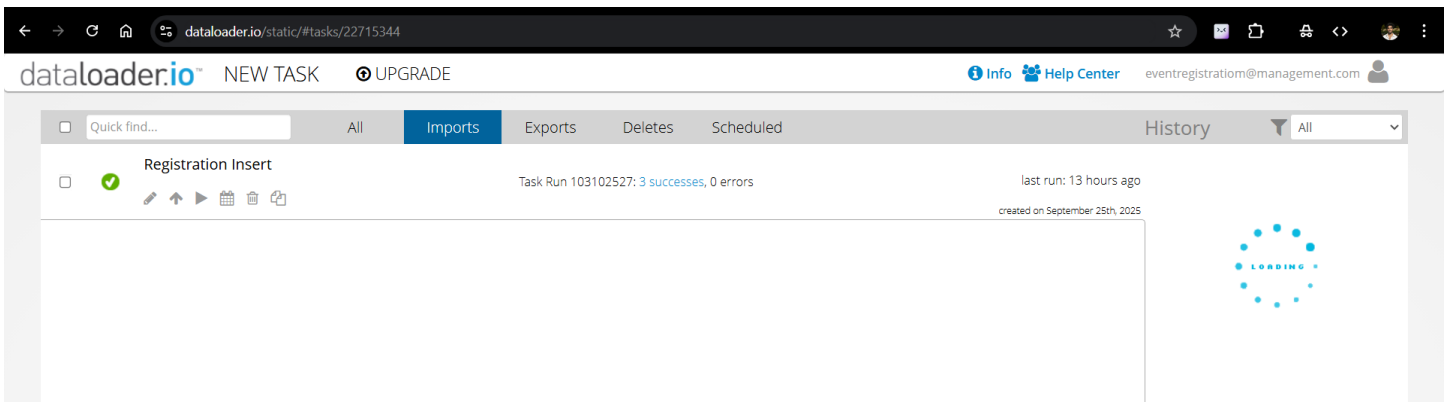 dataloader.io/static/#tasks/22715344
dataloader.io™ NEW TASK UPGRADE Info Help Center eventregistratiom@management.com
Quick find... All Imports Exports Deletes Scheduled History All
Registration Insert
Task Run 103102527: 3 successes, 0 errors last run: 13 hours ago
created on September 25th, 2025
LOADING